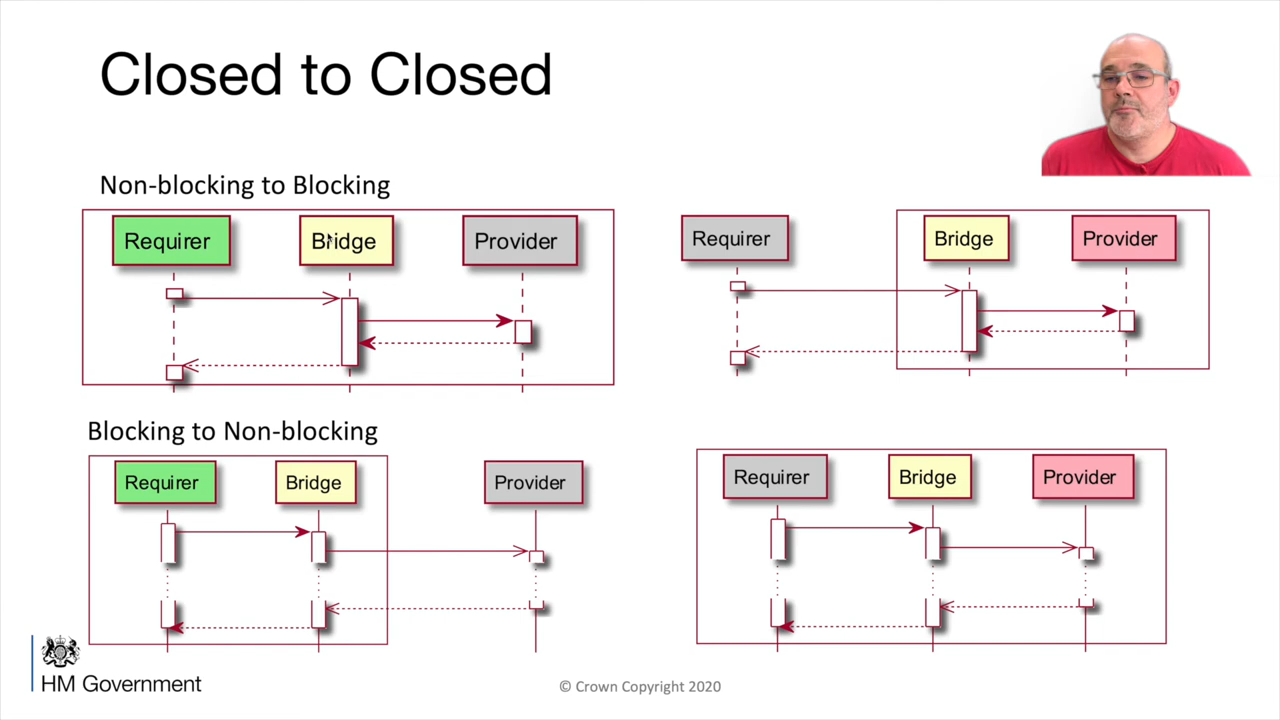 Closed to Closed
Non-blocking to Blocking
Requirer Bridge Provider
Requirer Bridge Provider
Blocking to Non-blocking
Requirer Bridge Provider
Requirer Bridge Provider
HM Government
© Crown Copyright 2020